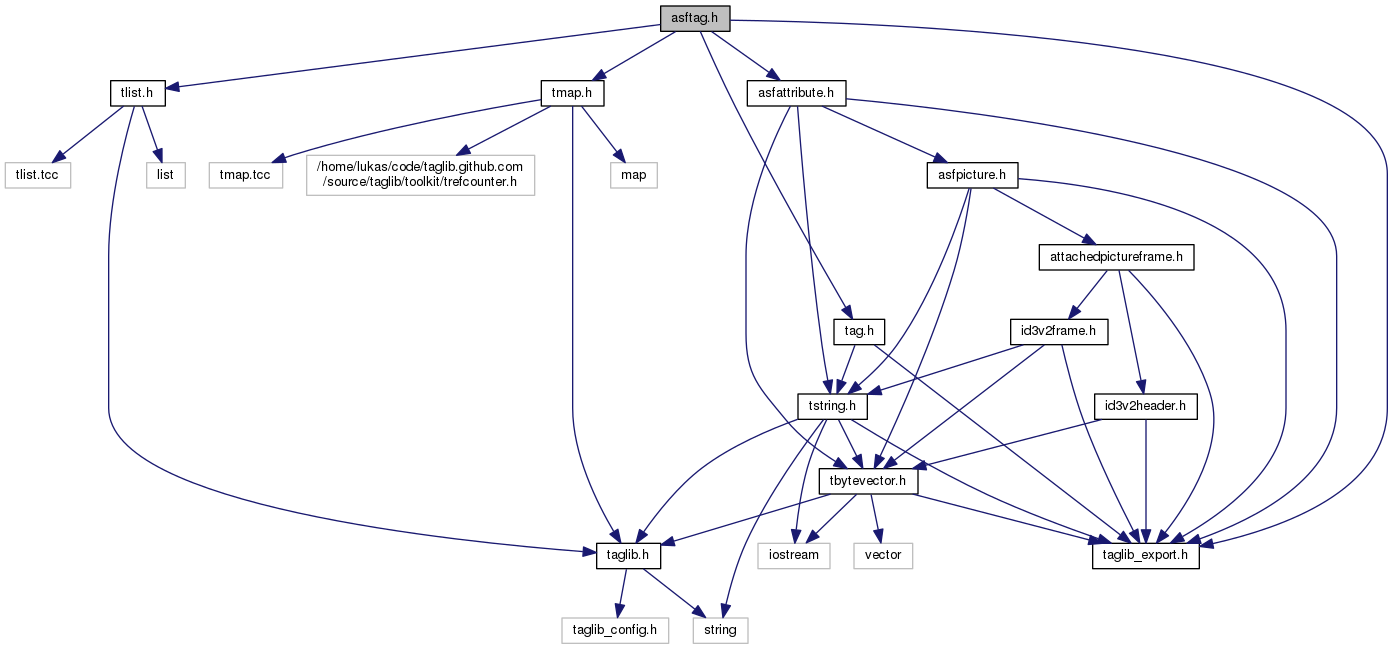 asftag.h
tlist.h
tmap.h
asfattribute.h
tlist.tcc
list
tmap.tcc
/home/lukas/code/taglib.github.com
/source/taglib/toolkit/trefcounter.h
map
asfpicture.h
attachedpictureframe.h
tag.h
id3v2frame.h
tstring.h
id3v2header.h
tbytevector.h
taglib.h
iostream
vector
taglib_export.h
taglib_config.h
string